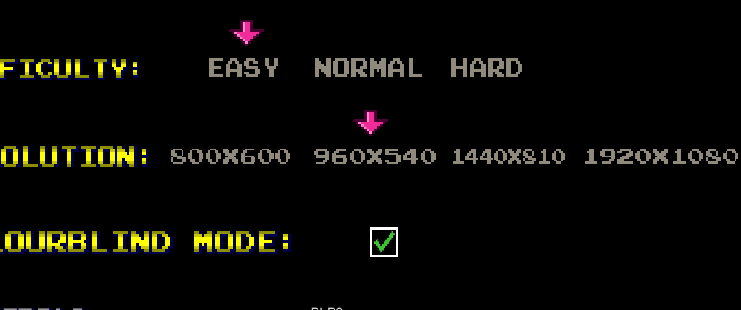 FICULTY: EASY NORMAL HARD
OLUTION: 800X600 960X540 1440X810 1920X1080
LOURBLIND MODE: